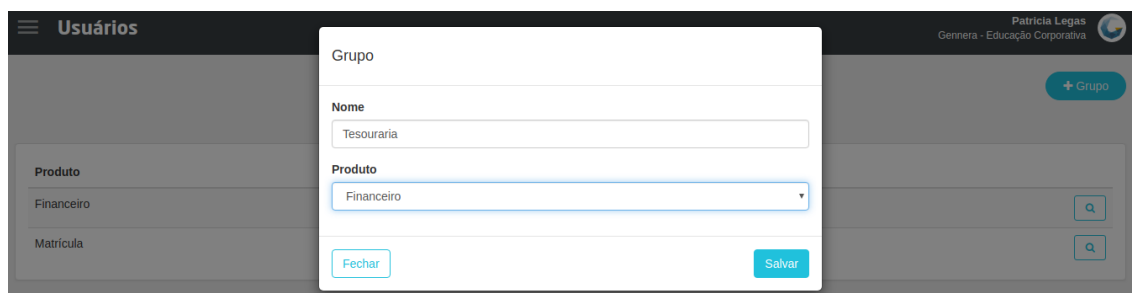 Usuários
Patricia Legas
Gennera - Educação Corporativa
Grupo
+ Grupo
Nome
Tesouraria
Produto
Produto
Financeiro
Financeiro
Matrícula
Fechar
Salvar